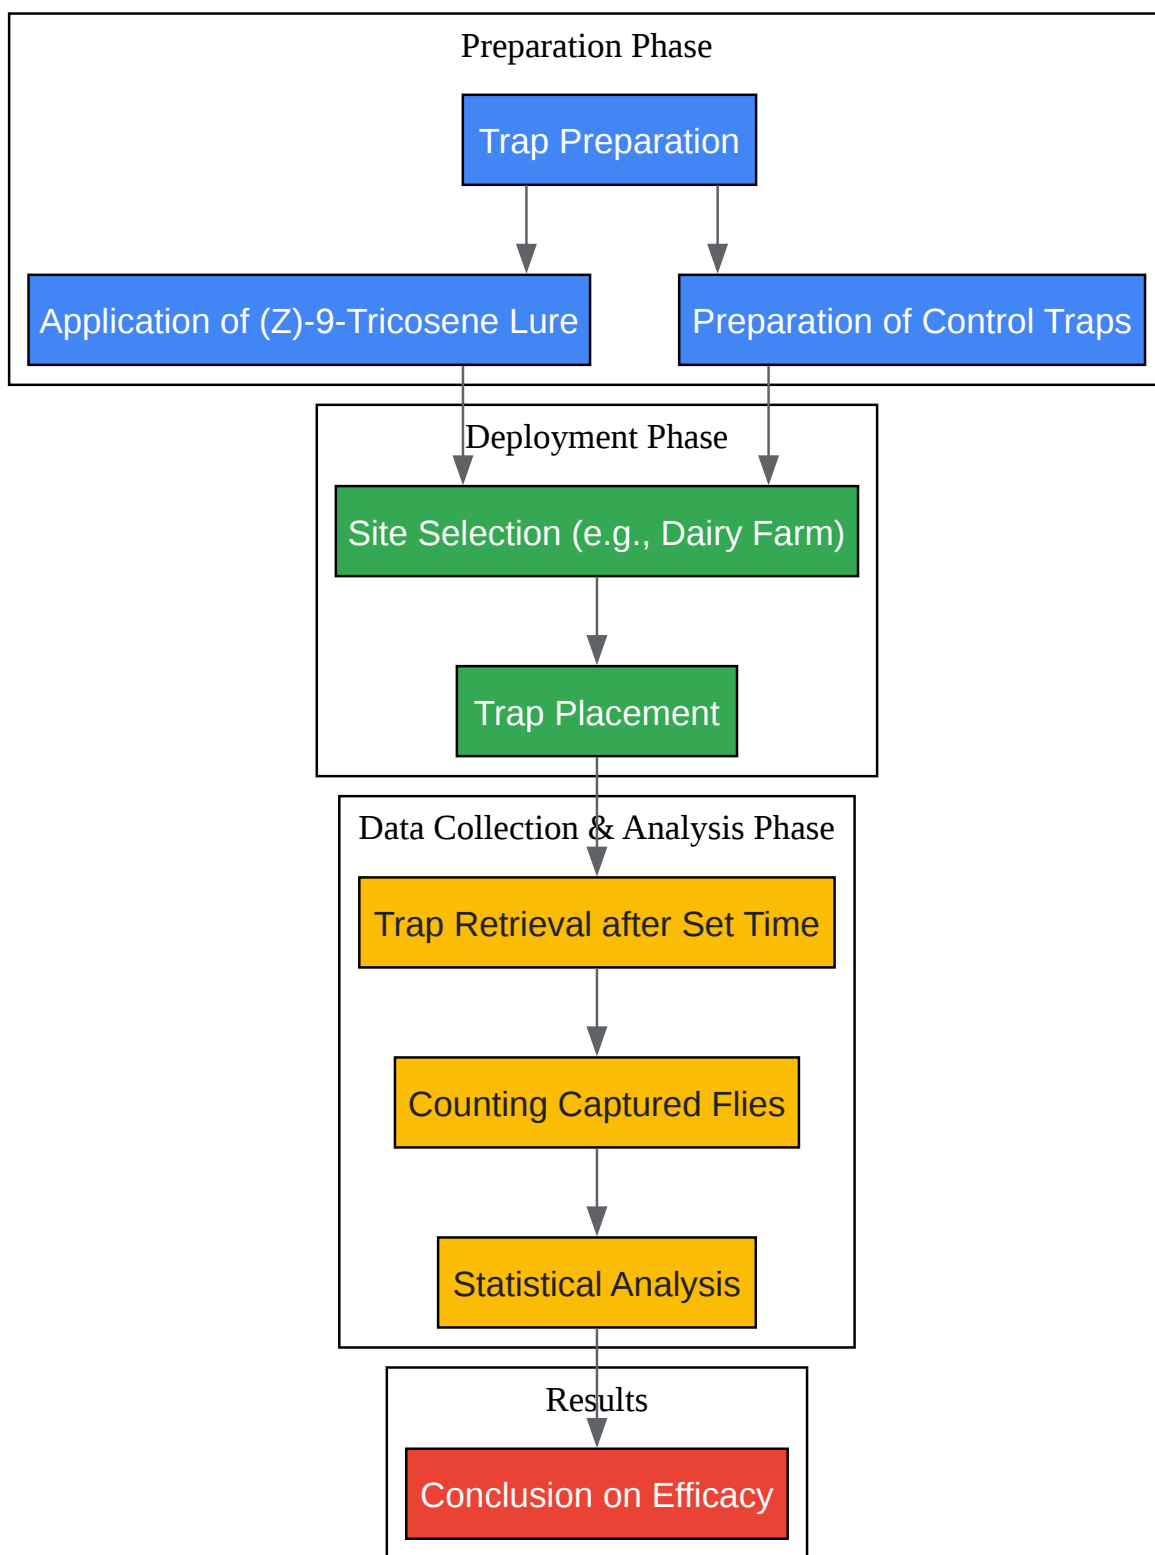 Preparation Phase
Trap Preparation
Application of (Z)-9-Tricosene Lure
Preparation of Control Traps
Deployment Phase
Site Selection (e.g., Dairy Farm)
Trap Placement
Data Collection & Analysis Phase
Trap Retrieval after Set Time
Counting Captured Flies
Statistical Analysis
Results
Conclusion on Efficacy